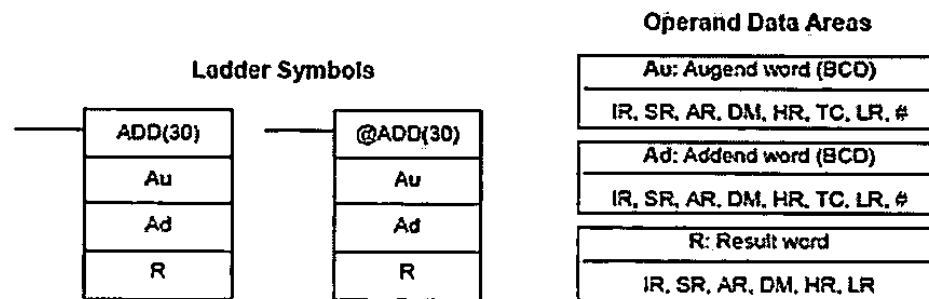 Operand Data Areas
Ladder Symbols
Au: Augend word (BCD)
IR, SR, AR, DM, HR, TC, LR, #
ADD(30)
@ADD(30)
Au
Au
Ad: Addend word (BCD)
IR, SR, AR, DM, HR, TC, LR, #
Ad
Ad
R: Result word
R
R
IR, SR, AR, DM, HR, LR